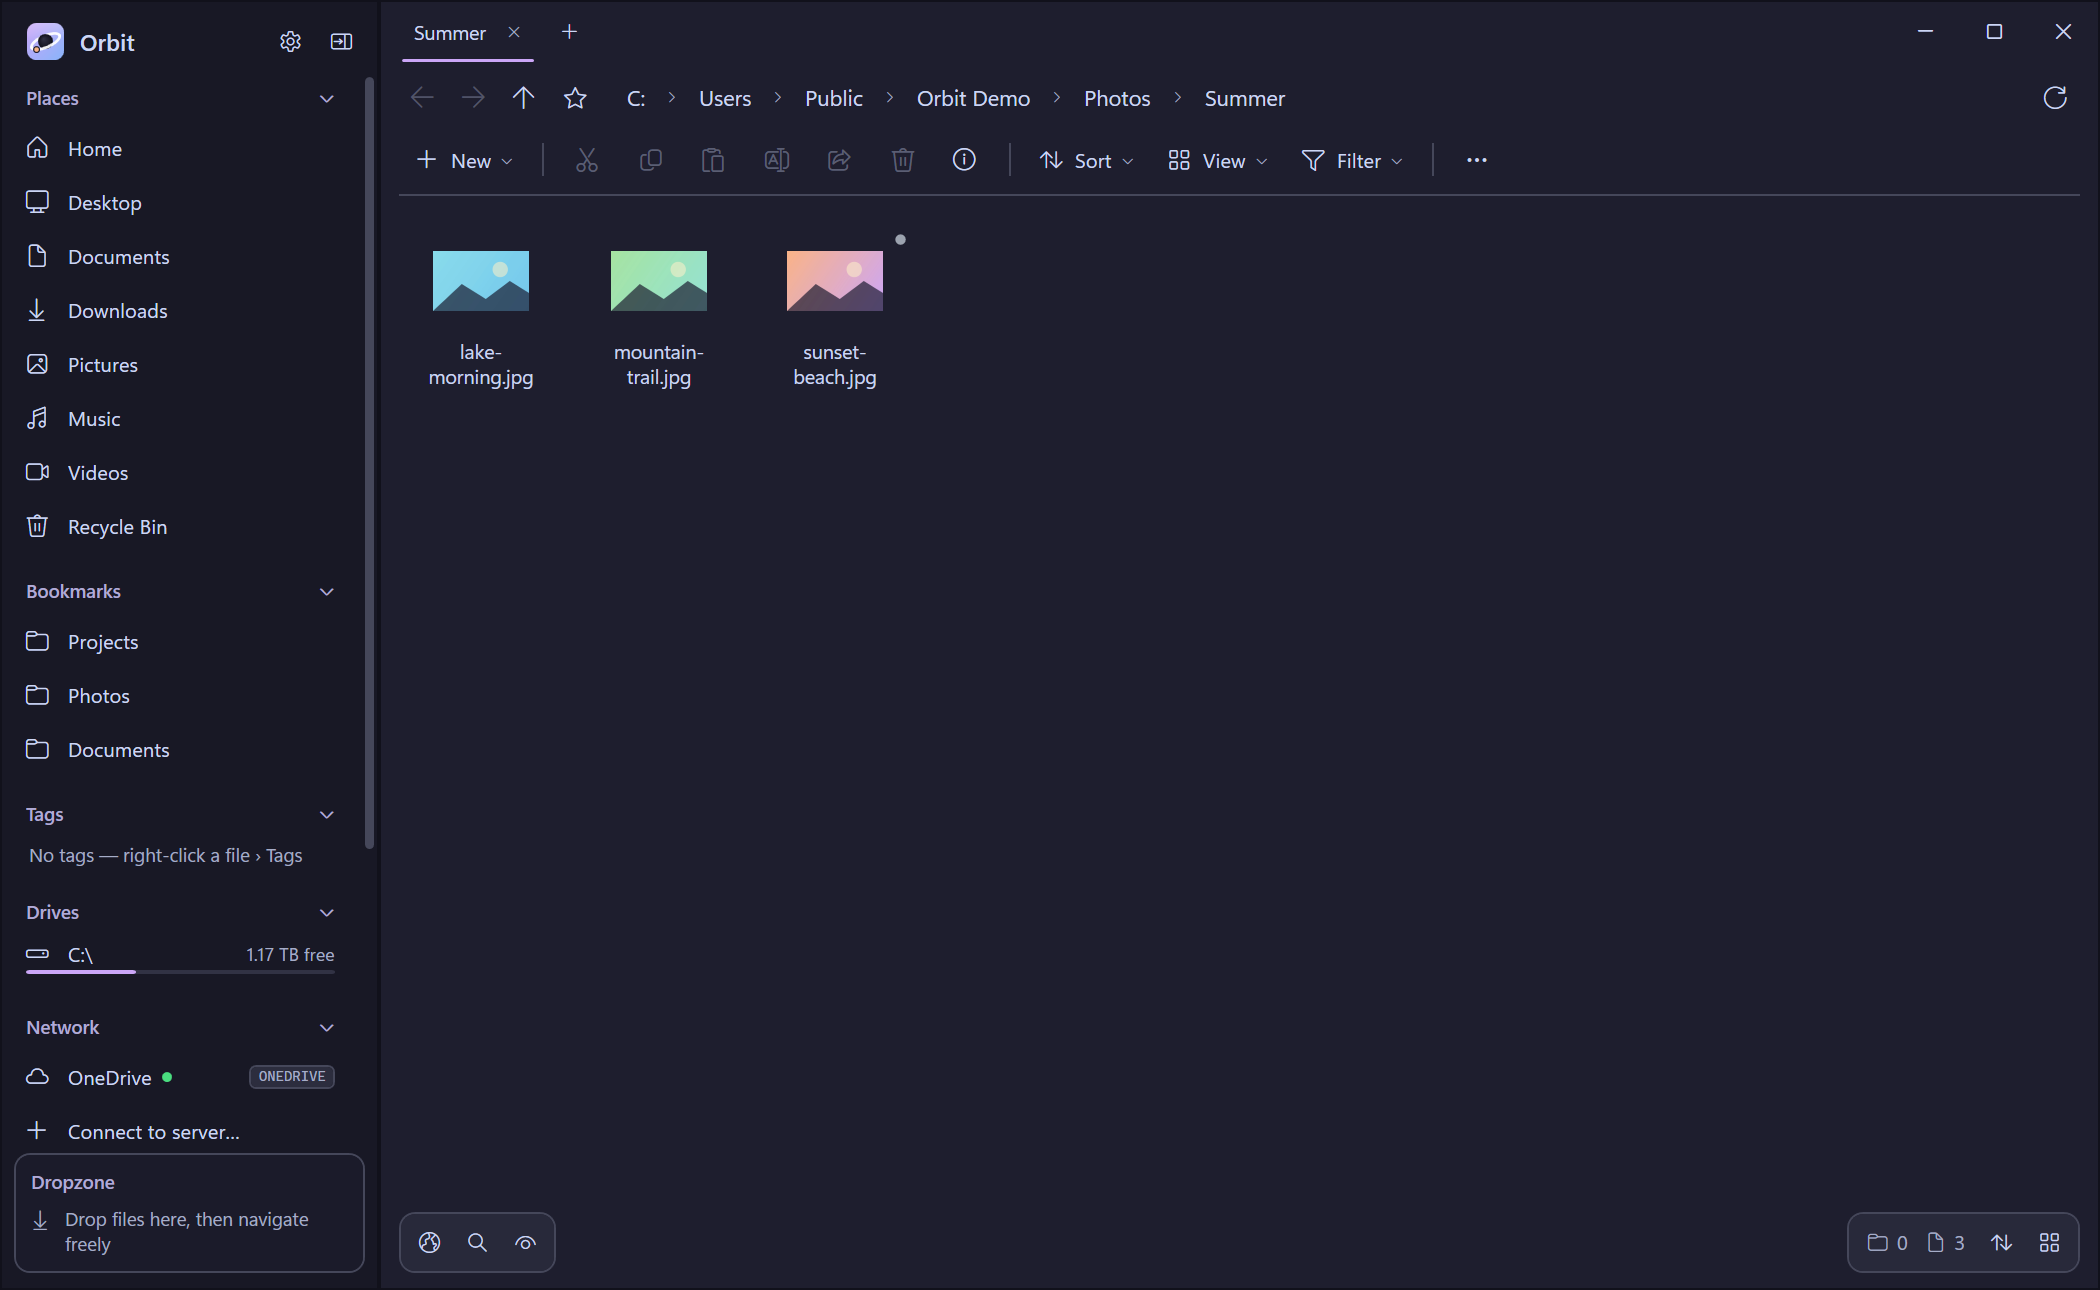 Orbit
Summer
C: Users Public Orbit Demo Photos Summer
New Sort View Filter
Places
Home
Desktop
Documents
Downloads
Pictures
Music
Videos
Recycle Bin
Bookmarks
Projects
Photos
Documents
Tags
No tags — right-click a file › Tags
Drives
C:\ 1.17 TB free
Network
OneDrive ONEDRIVE
Connect to server...
Dropzone
Drop files here, then navigate
freely
lake-
morning.jpg
mountain-
trail.jpg
sunset-
beach.jpg
0 3